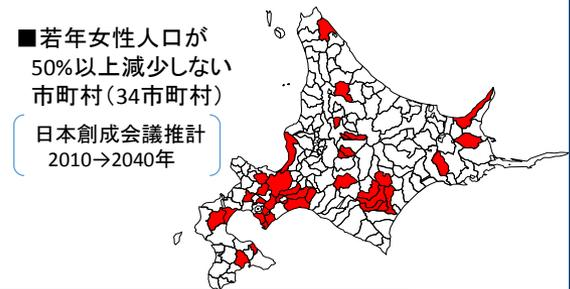 ■若年女性人口が
50%以上減少しない
市町村（34市町村）
日本創成会議推計
2010→2040年